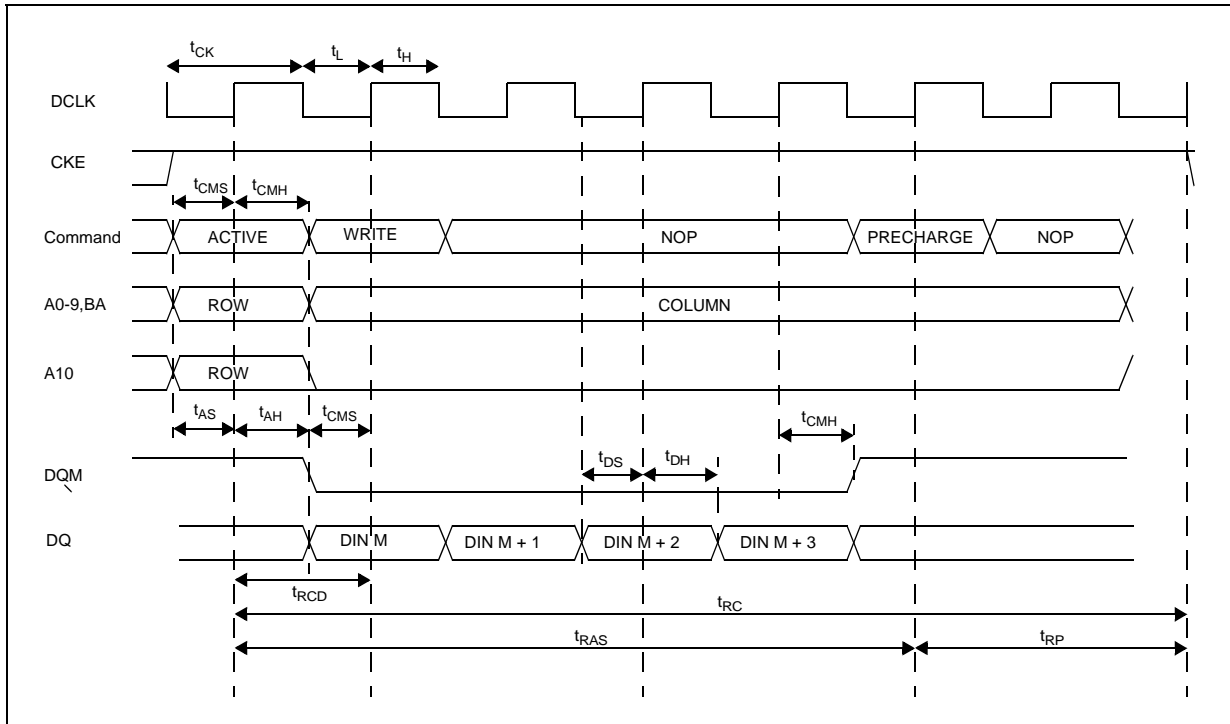 tCK tL tH
DCLK
CKE
tCMS tCMH
Command ACTIVE WRITE NOP PRECHARGE NOP
A0-9,BA ROW COLUMN
A10 ROW
tAS tAH tCMS tCMH
DQM tDS tDH
DQ DIN M DIN M + 1 DIN M + 2 DIN M + 3
tRCD tRC
tRAS tRP